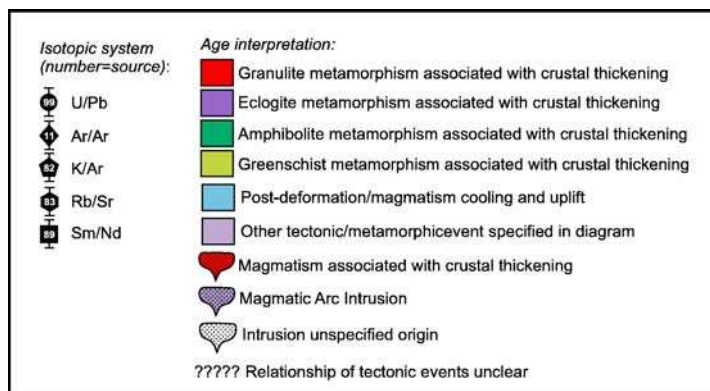 Isotopic system
(number=source):
99 U/Pb
11 Ar/Ar
82 K/Ar
83 Rb/Sr
89 Sm/Nd
Age interpretation:
Granulite metamorphism associated with crustal thickening
Eclogite metamorphism associated with crustal thickening
Amphibolite metamorphism associated with crustal thickening
Greenschist metamorphism associated with crustal thickening
Post-deformation/magmatism cooling and uplift
Other tectonic/metamorphicevent specified in diagram
Magmatism associated with crustal thickening
Magmatic Arc Intrusion
Intrusion unspecified origin
????? Relationship of tectonic events unclear